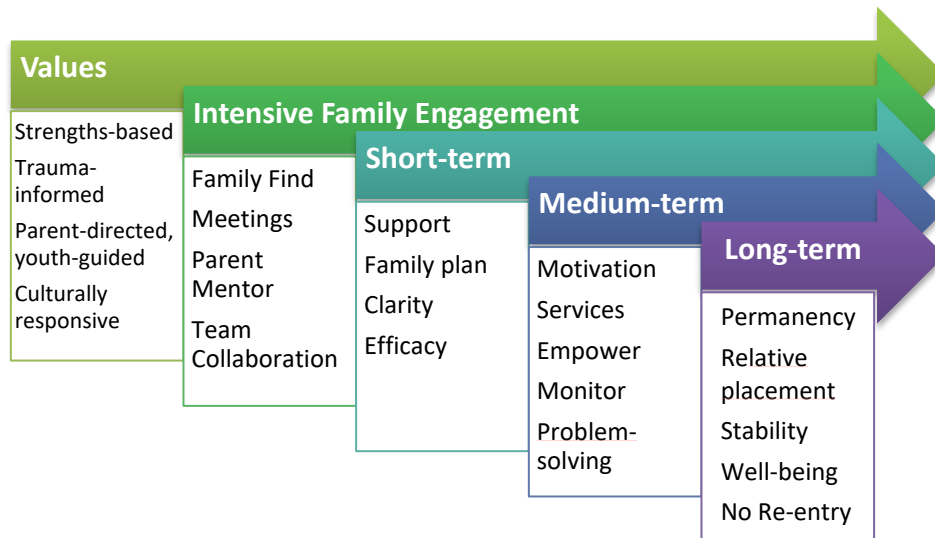 Values
Strengths-based
Trauma-
informed
Parent-directed,
youth-guided
Culturally
responsive
Intensive Family Engagement
Family Find
Meetings
Parent
Mentor
Team
Collaboration
Short-term
Support
Family plan
Clarity
Efficacy
Medium-term
Motivation
Services
Empower
Monitor
Problem-
solving
Long-term
Permanency
Relative
placement
Stability
Well-being
No Re-entry